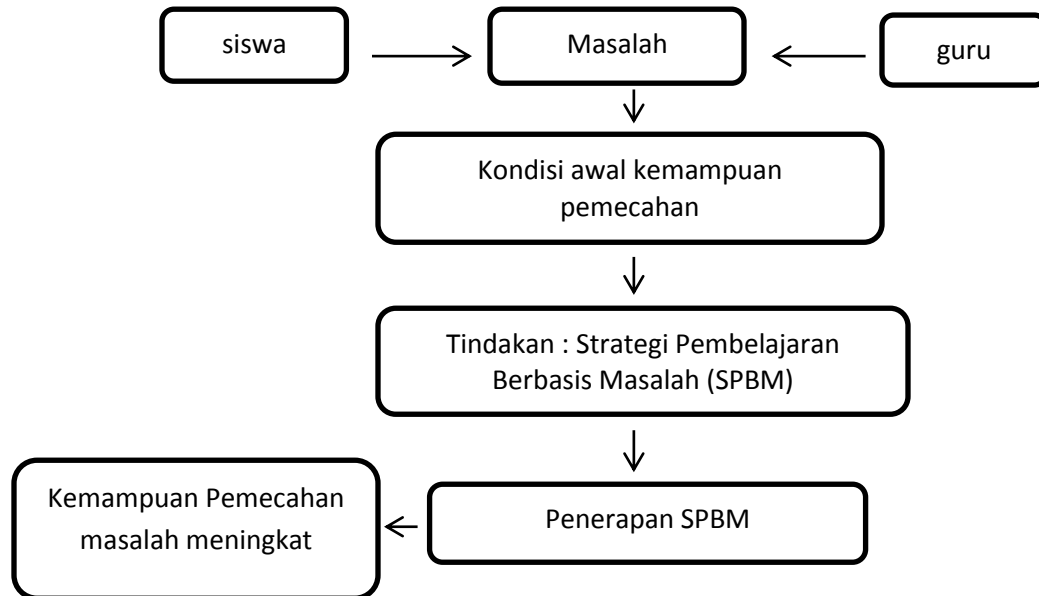 siswa
Masalah
guru
Kondisi awal kemampuan
pemecahan
Tindakan : Strategi Pembelajaran
Berbasis Masalah (SPBM)
Kemampuan Pemecahan
masalah meningkat
Penerapan SPBM